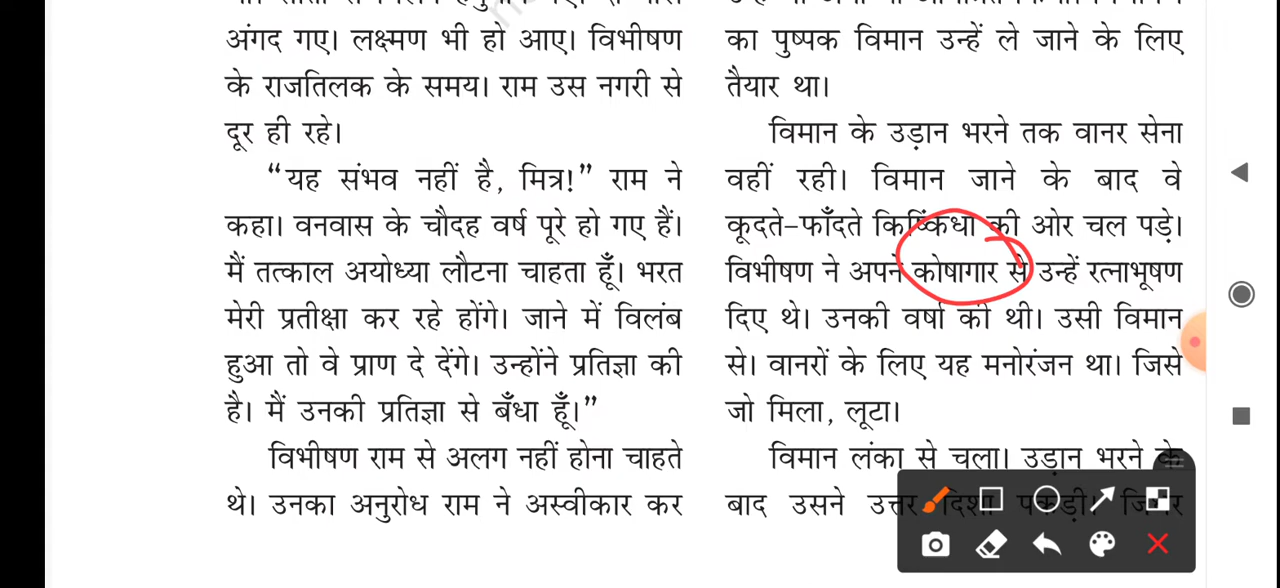 अंगद गए। लक्ष्मण भी हो आए। विभीषण
के राजतिलक के समय। राम उस नगरी से
दूर ही रहे।
“यह संभव नहीं है, मित्र!” राम ने
कहा। वनवास के चौदह वर्ष पूरे हो गए हैं।
मैं तत्काल अयोध्या लौटना चाहता हूँ। भरत
मेरी प्रतीक्षा कर रहे होंगे। जाने में विलंब
हुआ तो वे प्राण दे देंगे। उन्होंने प्रतिज्ञा की
है। मैं उनकी प्रतिज्ञा से बँधा हूँ।”
विभीषण राम से अलग नहीं होना चाहते
थे। उनका अनुरोध राम ने अस्वीकार कर
का पुष्पक विमान उन्हें ले जाने के लिए
तैयार था।
विमान के उड़ान भरने तक वानर सेना
वहीं रही। विमान जाने के बाद वे
कूदते-फाँदते किष्किंधा की ओर चल पड़े।
विभीषण ने अपने कोषागार से उन्हें रत्नाभूषण
दिए थे। उनकी वर्षा की थी। उसी विमान
से। वानरों के लिए यह मनोरंजन था। जिसे
जो मिला, लूटा।
विमान लंका से चला। उड़ान भरने के
बाद उसने उत्तर दिशा पकड़ी।